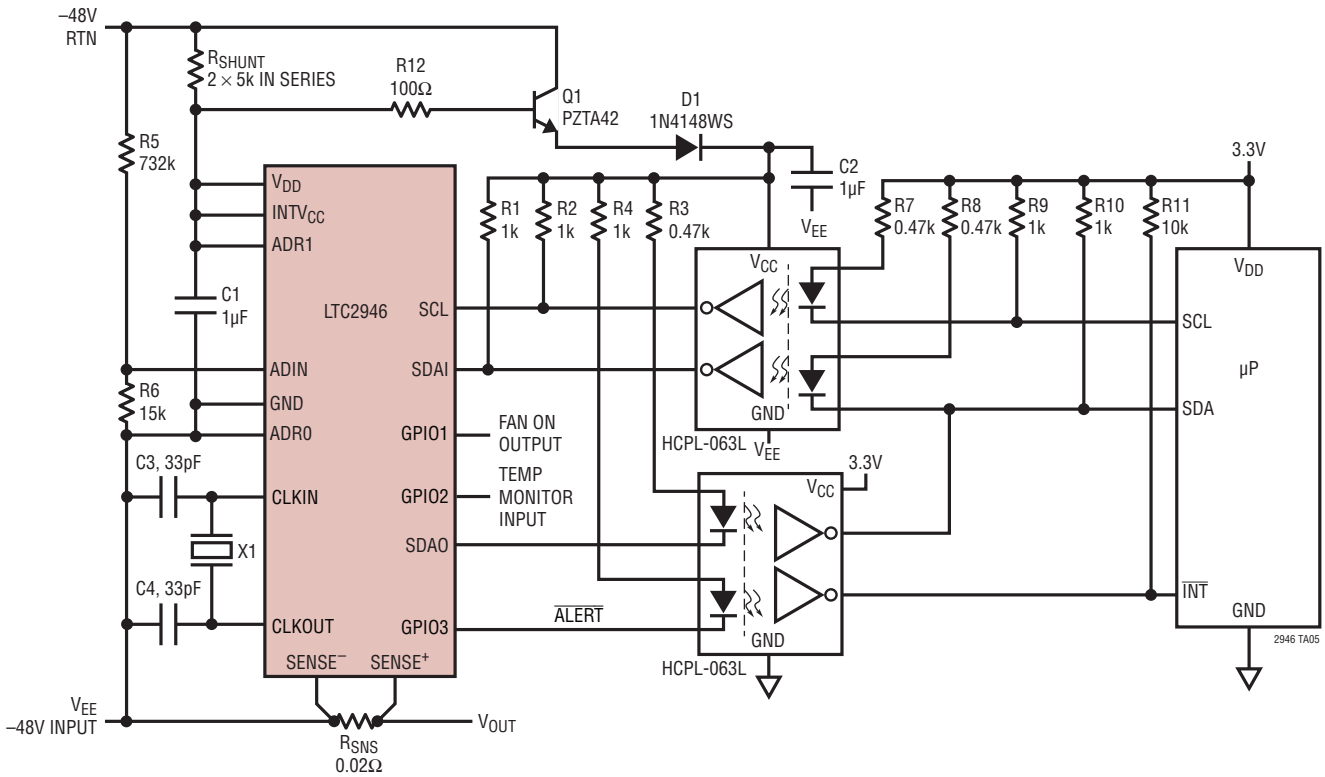 –48V
RTN
RSHUNT
2 × 5k IN SERIES
R12
100Ω
Q1
PZTA42
D1
1N4148WS
R5
732k
C2
1µF
VEE
3.3V
VDD
INTVCC
ADR1
R1
1k
R2
1k
R4
1k
R3
0.47k
R7
0.47k
R8
0.47k
R9
1k
R10
1k
R11
10k
VCC
VDD
C1
1µF
LTC2946
SCL
SCL
ADIN
SDAI
µP
R6
15k
GND
ADR0
GPIO1
FAN ON
OUTPUT
GND
HCPL-063L
VEE
SDA
C3, 33pF
CLKIN
GPIO2
TEMP
MONITOR
INPUT
VCC
3.3V
X1
SDAO
C4, 33pF
CLKOUT
GPIO3
ALERT
GND
HCPL-063L
INT
GND
2946 TA05
SENSE–
SENSE+
VEE
–48V INPUT
RSNS
0.02Ω
VOUT